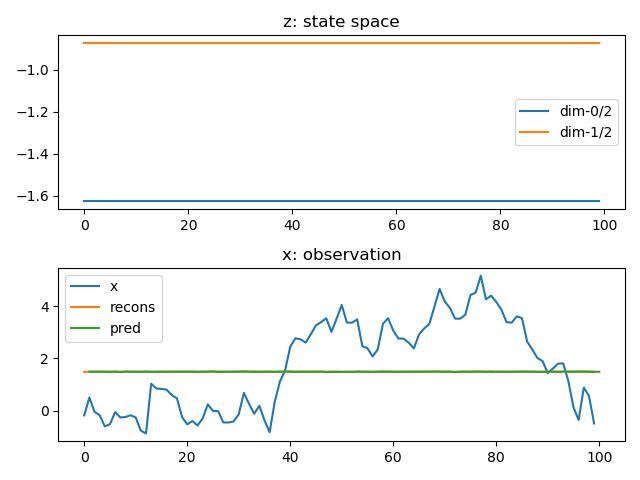 z: state space
−1.0
−1.2
−1.4
−1.6
dim-0/2
dim-1/2
0 20 40 60 80 100
x: observation
x
recons
pred
4
2
0
0 20 40 60 80 100